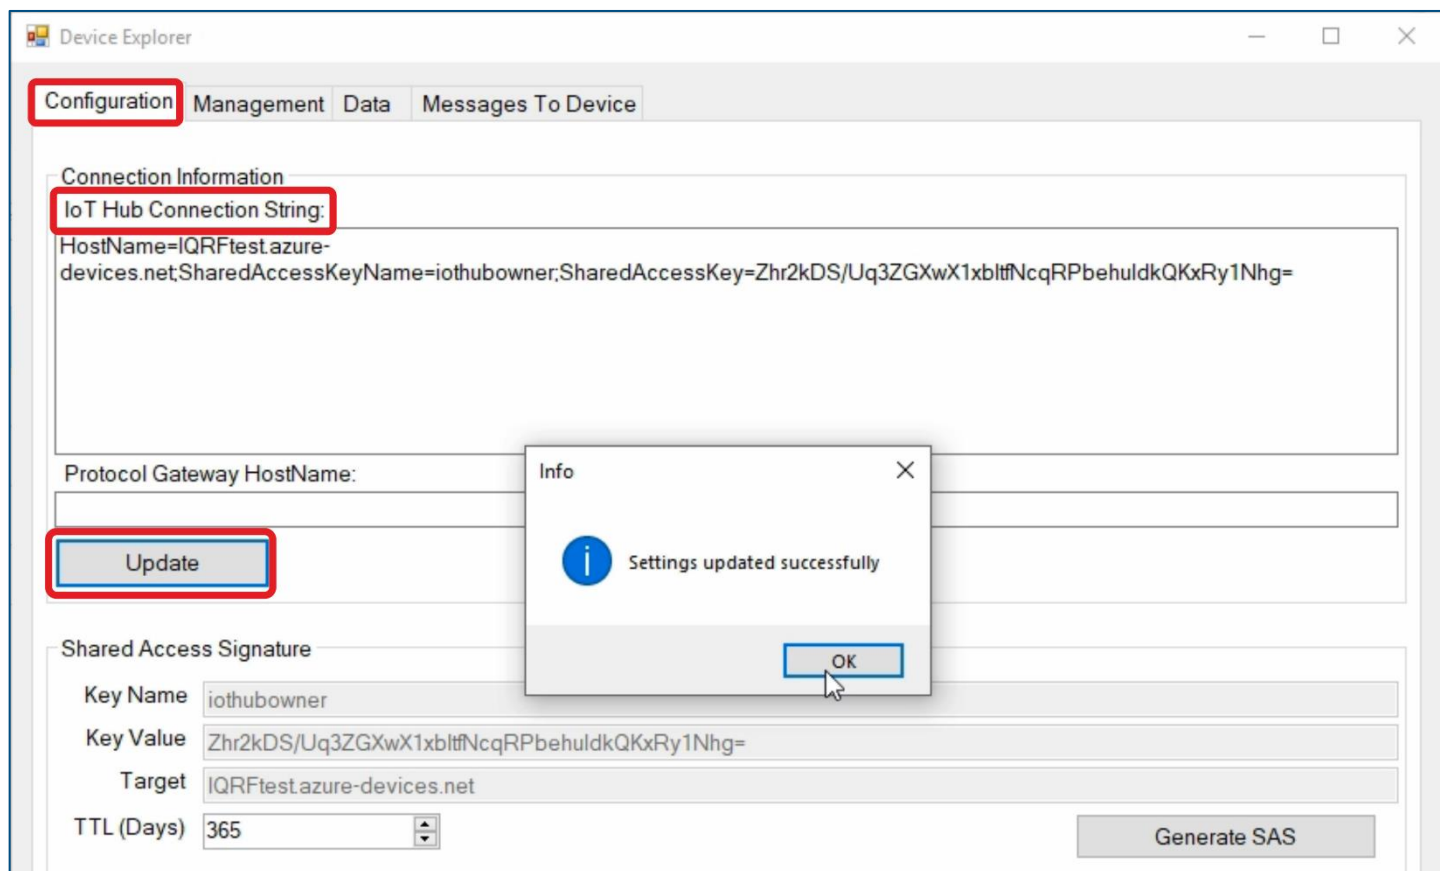 Device Explorer
Configuration Management Data Messages To Device
Connection Information
IoT Hub Connection String:
HostName=IQRFtest.azure-
devices.net;SharedAccessKeyName=iothubowner;SharedAccessKey=Zhr2kDS/Uq3ZGXwX1xbltfNcqRPbehuldkQKxRy1Nhg=
Protocol Gateway HostName:
Info
Settings updated successfully
OK
Update
Shared Access Signature
Key Name iothubowner
Key Value Zhr2kDS/Uq3ZGXwX1xbltfNcqRPbehuldkQKxRy1Nhg=
Target IQRFtest.azure-devices.net
TTL (Days) 365
Generate SAS